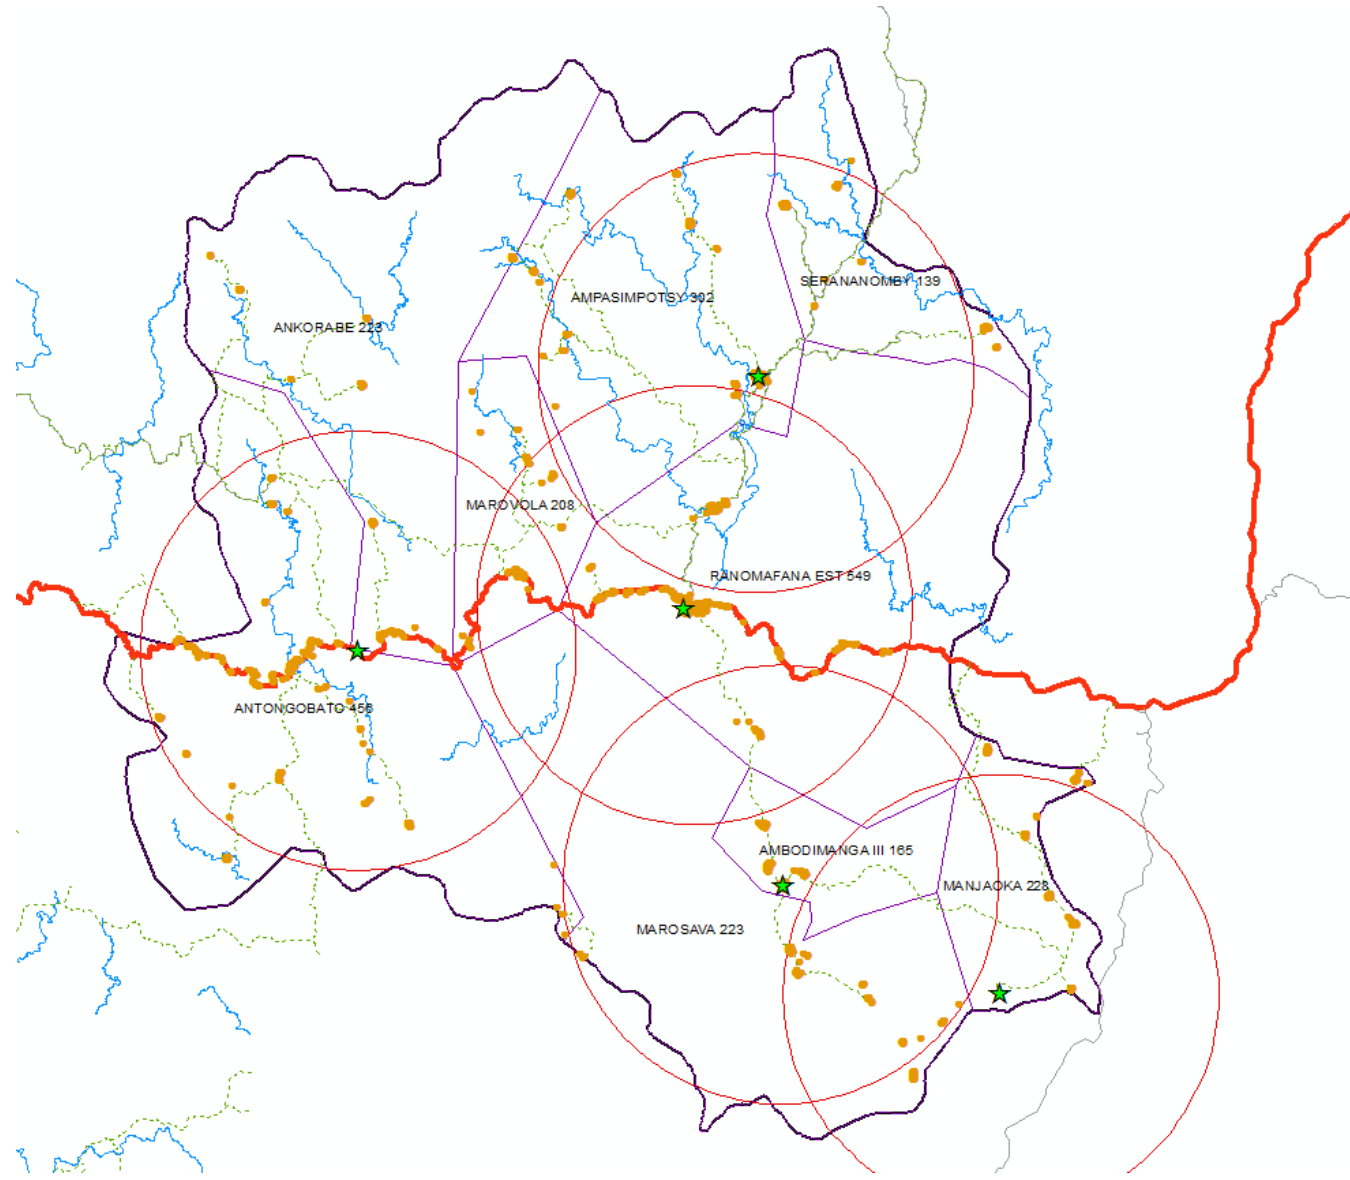 SERANANOMBY 139
AMPASIMPOTSY 302
ANKORABE 223
MAROVOLA 208
RANOMAFANA EST 549
ANTONGOBATO 456
AMBODIMANGA III 165
MANJAOKA 223
MAROSAVA 223